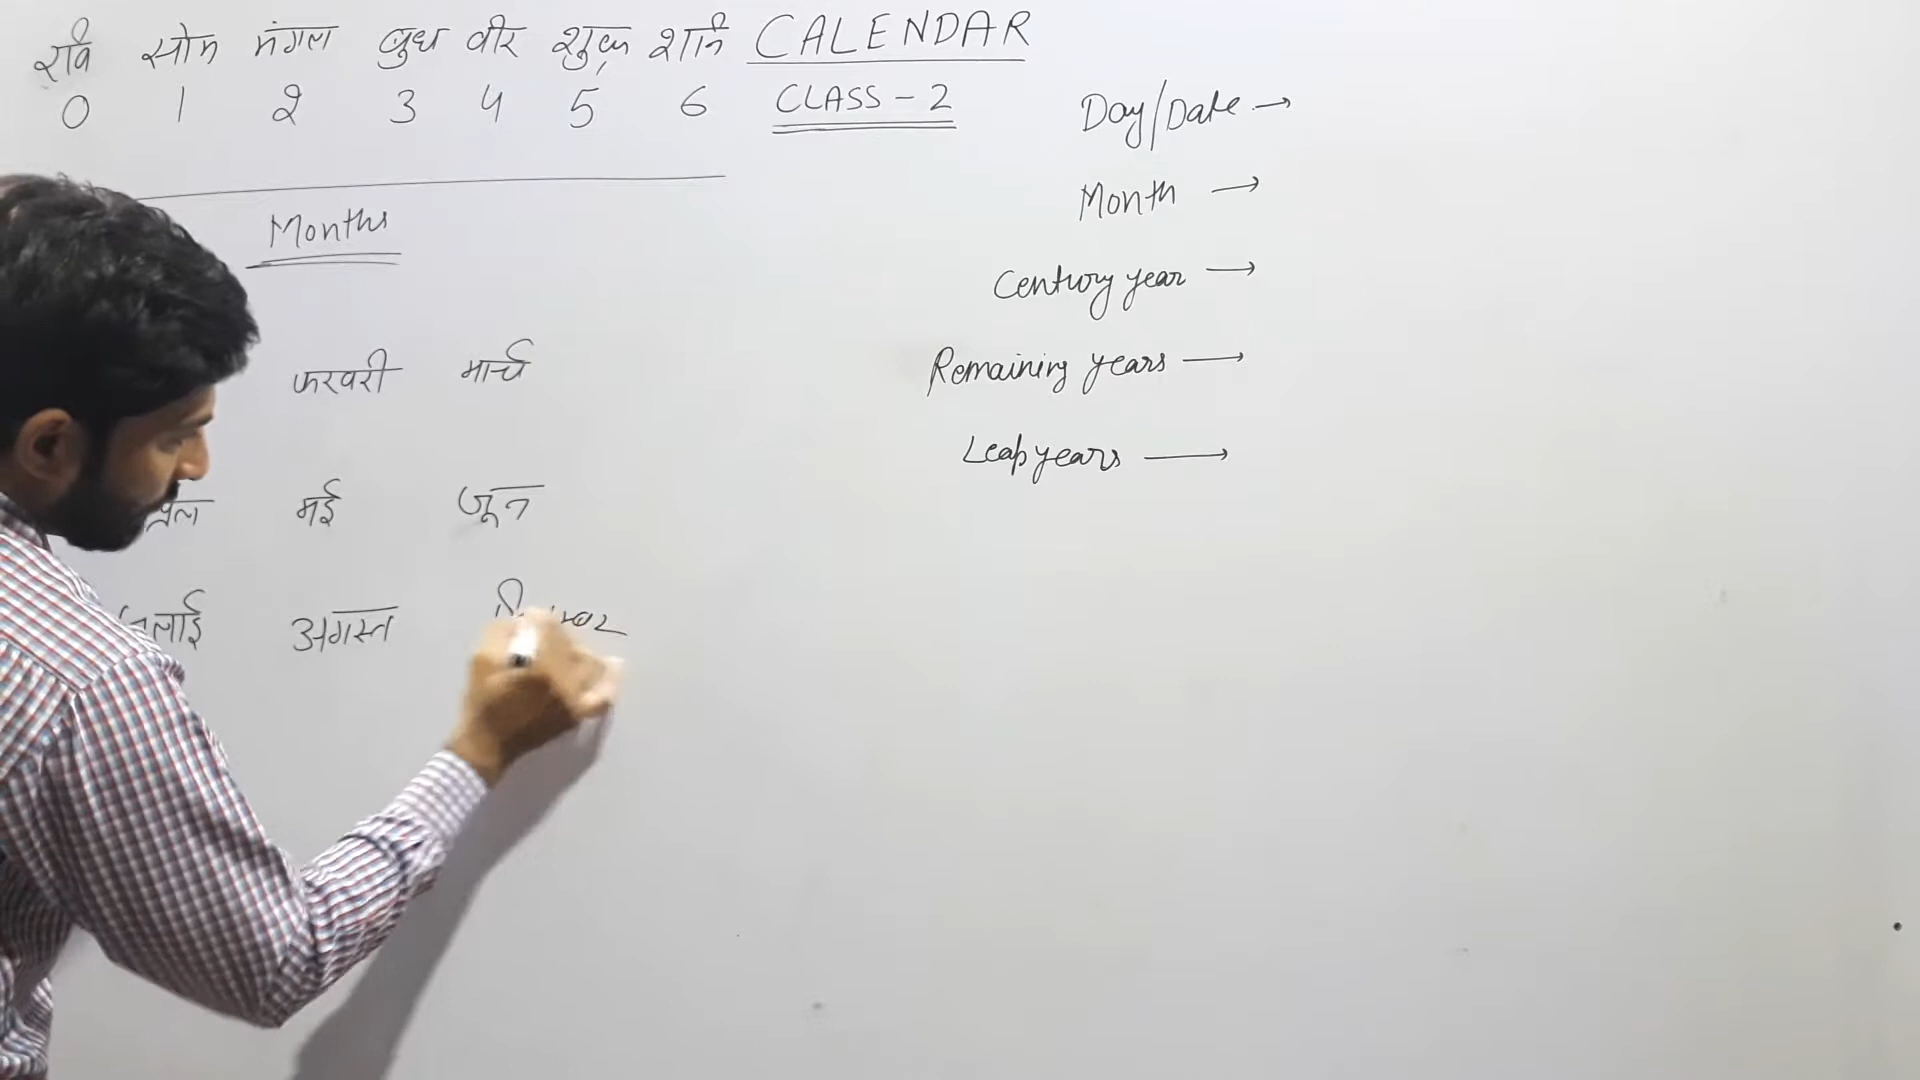 रवि सोम मंगल बुध वीर शुक्र शनि CALENDAR
0 1 2 3 4 5 6 CLASS - 2
Day/Date →
Months
Month →
Century year →
फरवरी मार्च
Remaining years →
Leap years →
मई जून
अगस्त